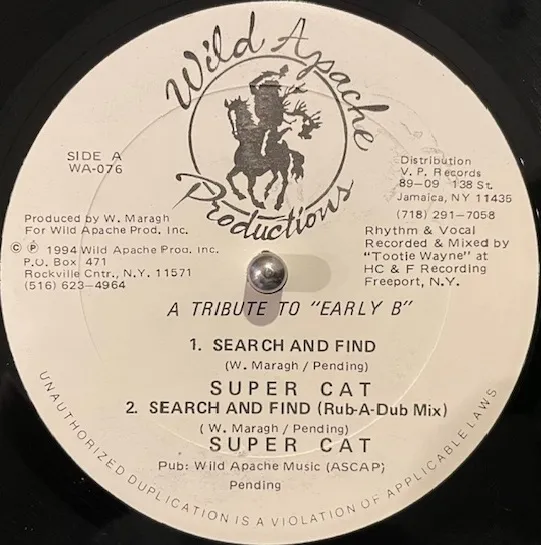 Wild Apache
Productions
SIDE A
WA-076
Distribution
V. P. Records
89-09 138 St.
Jamaica, NY 11435
(718) 291-7058
Produced by W. Maragh
For Wild Apache Prod. Inc.
© ℗ 1994 Wild Apache Prod. Inc.
P.O. Box 471
Rockville Cntr., N.Y. 11571
(516) 623-4964
Rhythm & Vocal
Recorded & Mixed by
"Tootie Wayne" at
HC & F Recording
Freeport, N.Y.
A TRIBUTE TO "EARLY B"
1. SEARCH AND FIND
(W. Maragh / Pending)
SUPER CAT
2. SEARCH AND FIND (Rub-A-Dub Mix)
( W. Maragh / Pending)
SUPER CAT
Pub: Wild Apache Music (ASCAP)
Pending
UNAUTHORIZED DUPLICATION IS A VIOLATION OF APPLICABLE LAWS